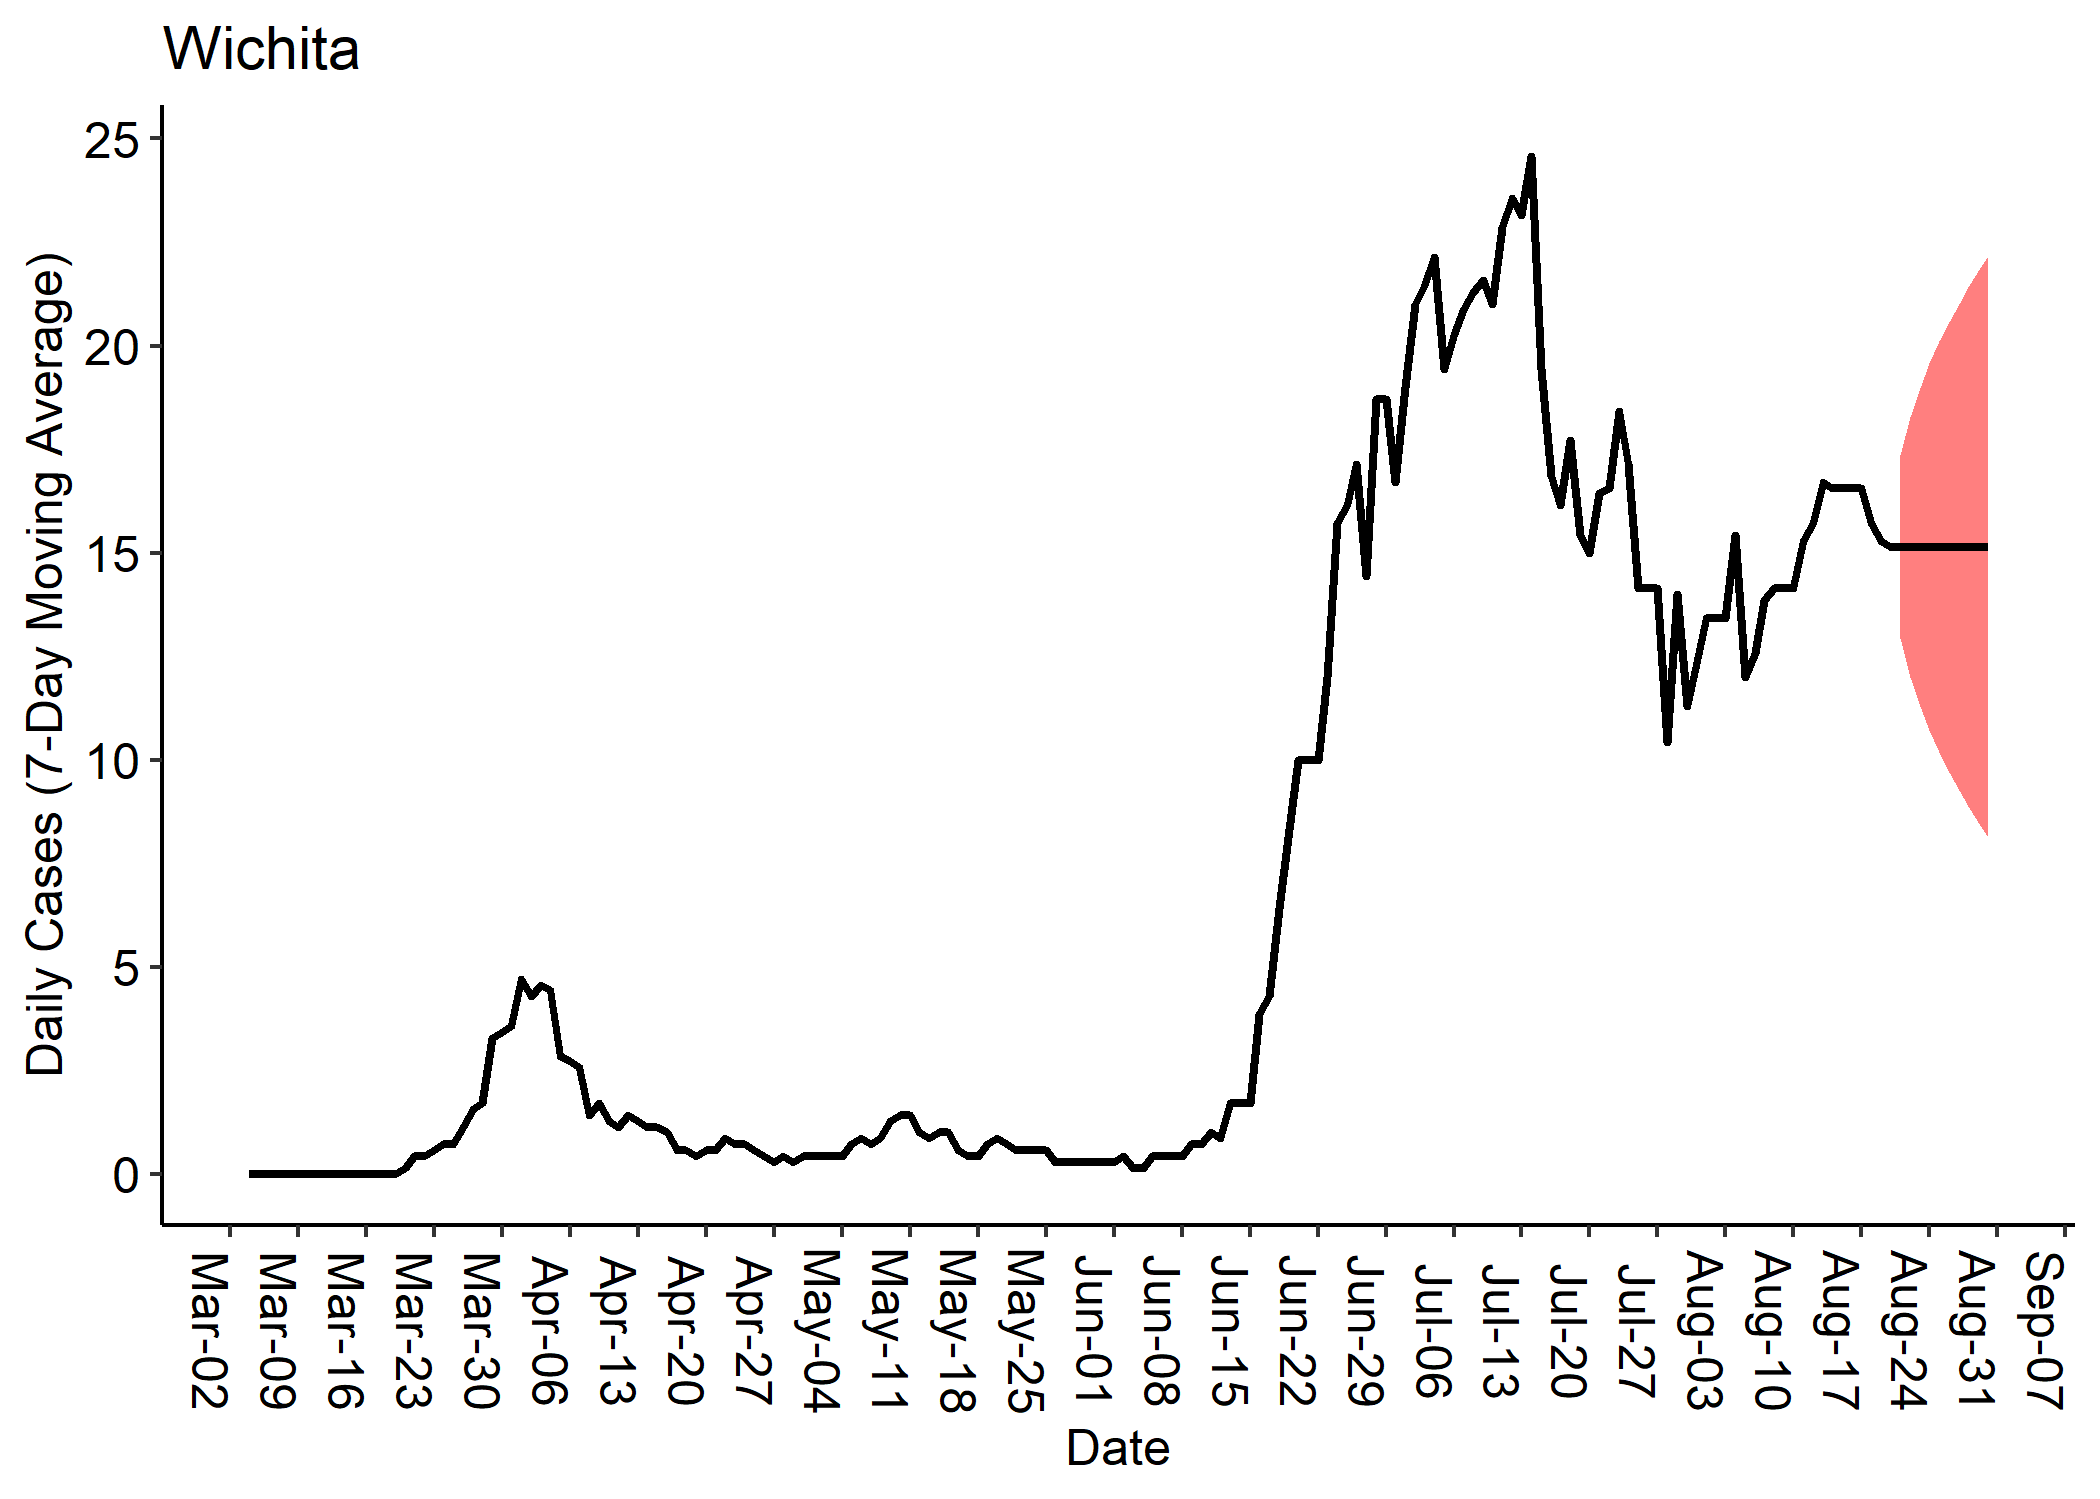 Wichita
Daily Cases (7-Day Moving Average)
25
20
15
10
5
0
Mar-02
Mar-09
Mar-16
Mar-23
Mar-30
Apr-06
Apr-13
Apr-20
Apr-27
May-04
May-11
May-18
May-25
Jun-01
Jun-08
Jun-15
Jun-22
Jun-29
Jul-06
Jul-13
Jul-20
Jul-27
Aug-03
Aug-10
Aug-17
Aug-24
Aug-31
Sep-07
Date